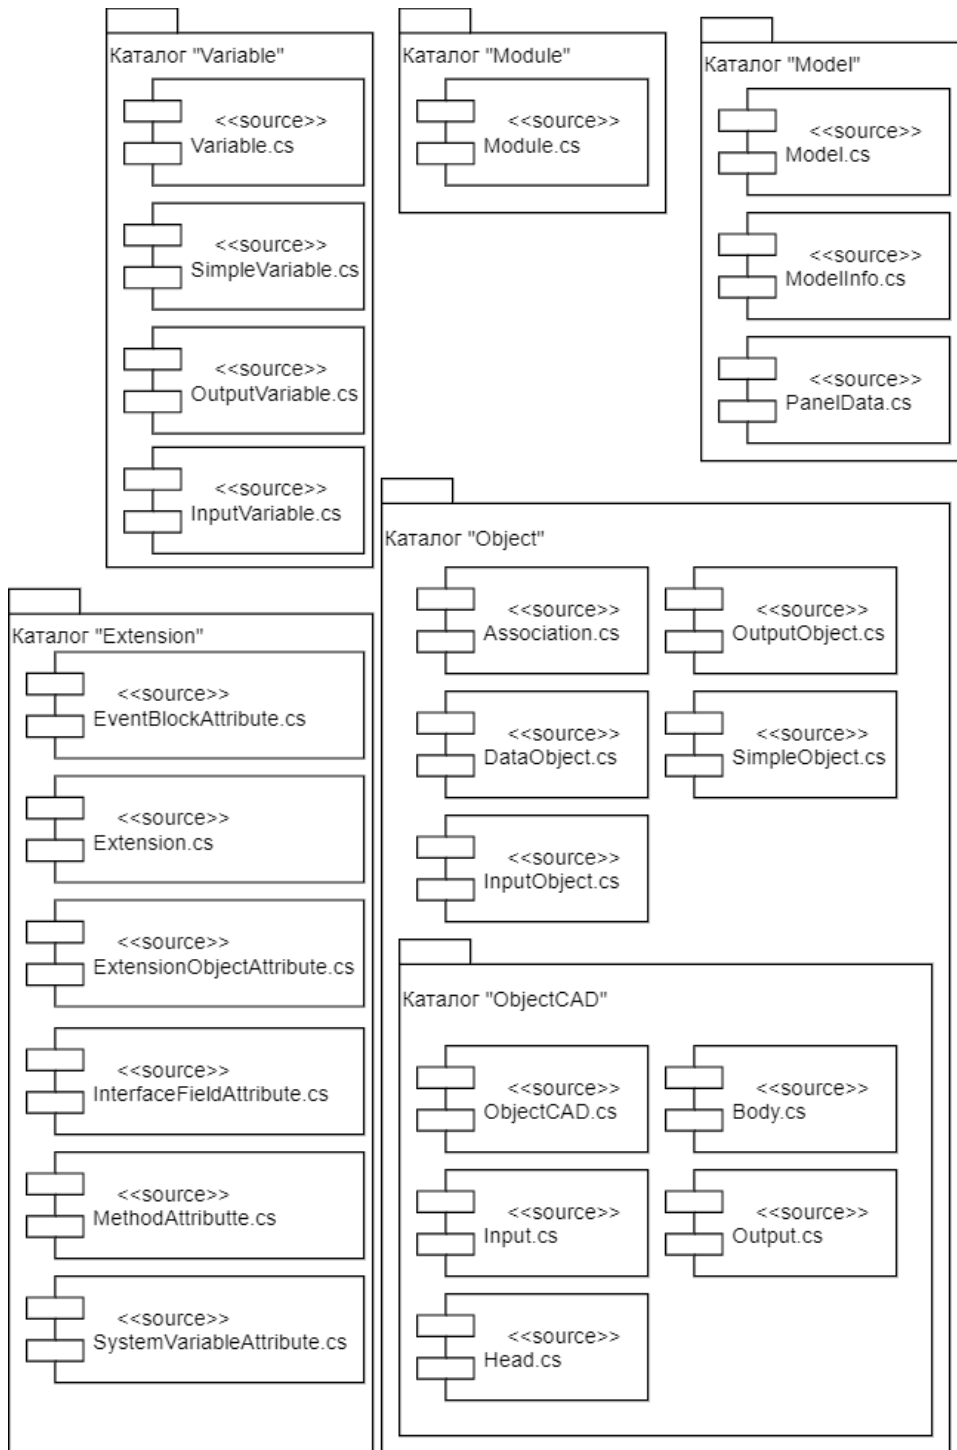 Каталог "Variable"
<<source>>
Variable.cs
<<source>>
SimpleVariable.cs
<<source>>
OutputVariable.cs
<<source>>
InputVariable.cs
Каталог "Module"
<<source>>
Module.cs
Каталог "Model"
<<source>>
Model.cs
<<source>>
ModelInfo.cs
<<source>>
PanelData.cs
Каталог "Extension"
<<source>>
EventBlockAttribute.cs
<<source>>
Extension.cs
<<source>>
ExtensionObjectAttribute.cs
<<source>>
InterfaceFieldAttribute.cs
<<source>>
MethodAttributte.cs
<<source>>
SystemVariableAttribute.cs
Каталог "Object"
<<source>>
Association.cs
<<source>>
OutputObject.cs
<<source>>
DataObject.cs
<<source>>
SimpleObject.cs
<<source>>
InputObject.cs
Каталог "ObjectCAD"
<<source>>
ObjectCAD.cs
<<source>>
Body.cs
<<source>>
Input.cs
<<source>>
Output.cs
<<source>>
Head.cs